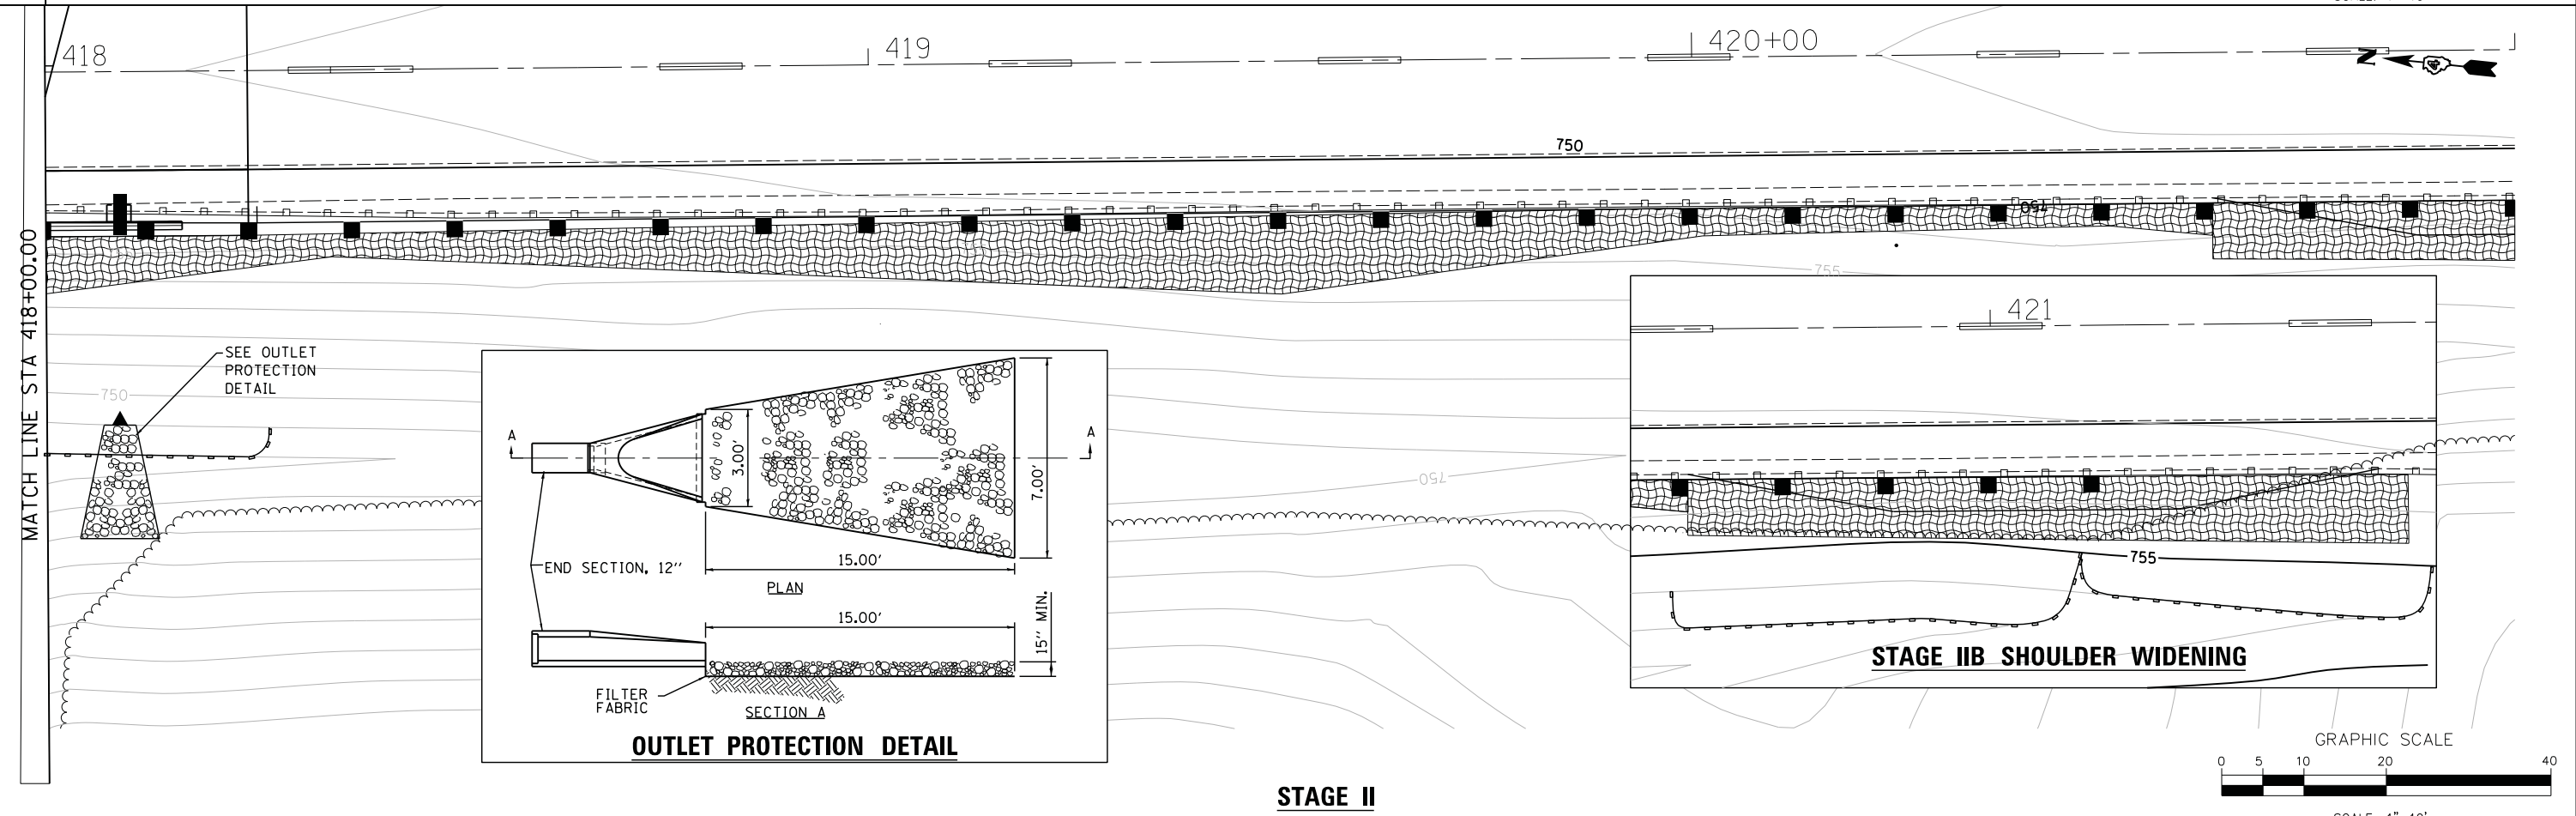 418
419
420+00
N
750
750
755
MATCH LINE STA 418+00.00
SEE OUTLET
PROTECTION
DETAIL
750
750
A
A
3.00'
7.00'
15.00'
END SECTION, 12"
PLAN
15.00'
15" MIN.
FILTER
FABRIC
SECTION A
OUTLET PROTECTION DETAIL
421
755
STAGE IIB SHOULDER WIDENING
GRAPHIC SCALE
0 5 10 20 40
STAGE II